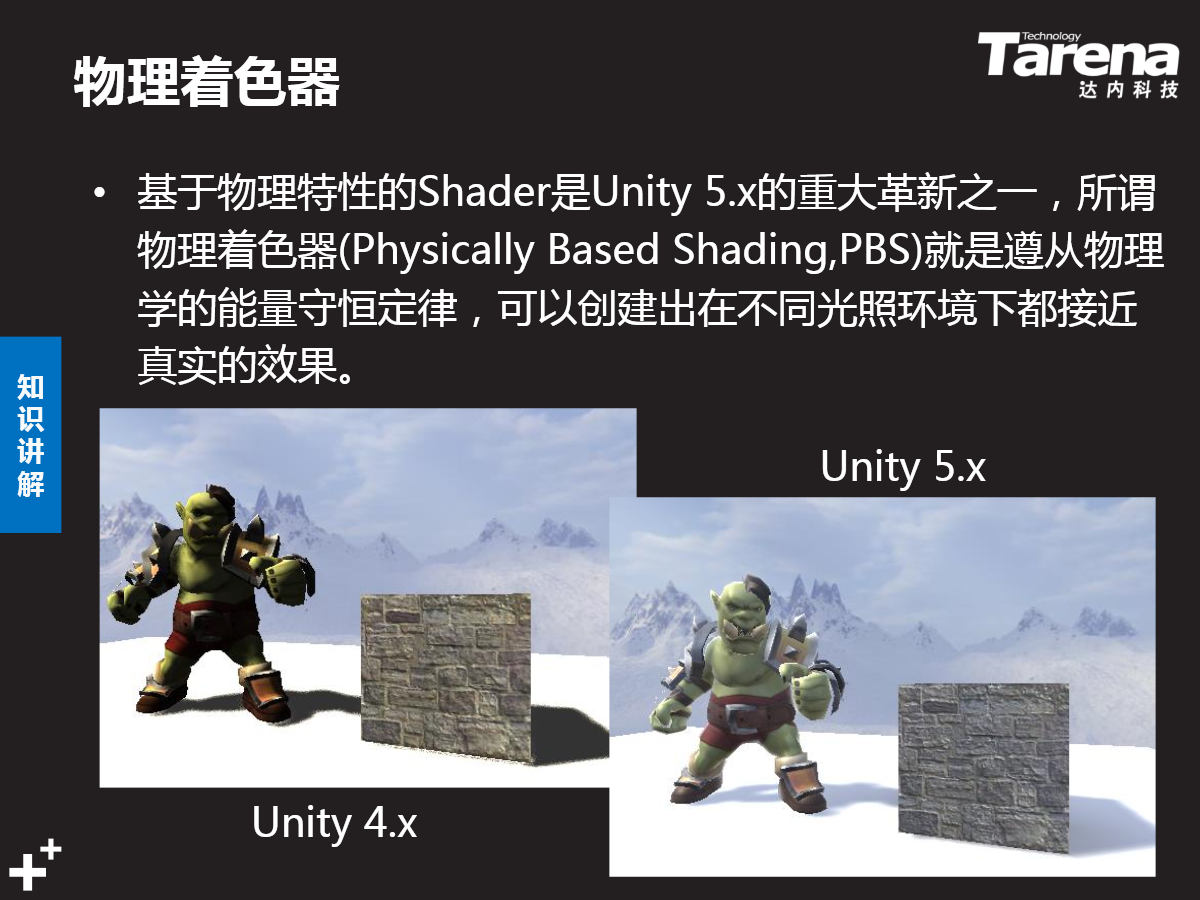 物理着色器
Technology
Tarena
达内科技
• 基于物理特性的Shader是Unity 5.x的重大革新之一，所谓
物理着色器(Physically Based Shading,PBS)就是遵从物理
学的能量守恒定律，可以创建出在不同光照环境下都接近
真实的效果。
知识讲解
Unity 5.x
Unity 4.x